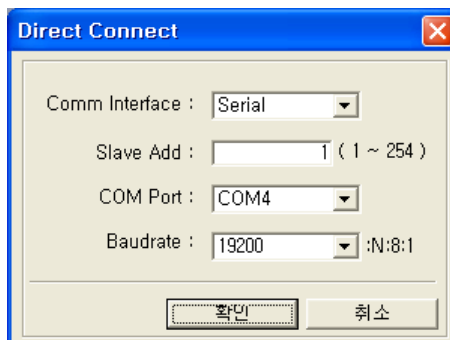 Direct Connect
Comm Interface : Serial
Slave Add : 1 ( 1 ~ 254 )
COM Port : COM4
Baudrate : 19200 :N:8:1
확인 취소